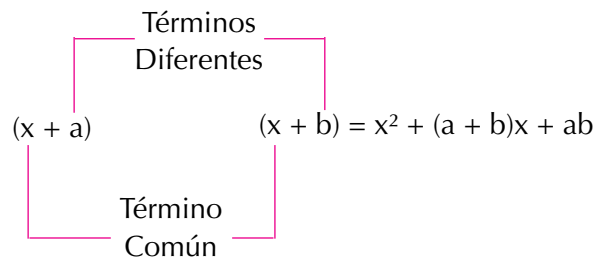 Términos
Diferentes
(x + a) (x + b) = x² + (a + b)x + ab
Término
Común